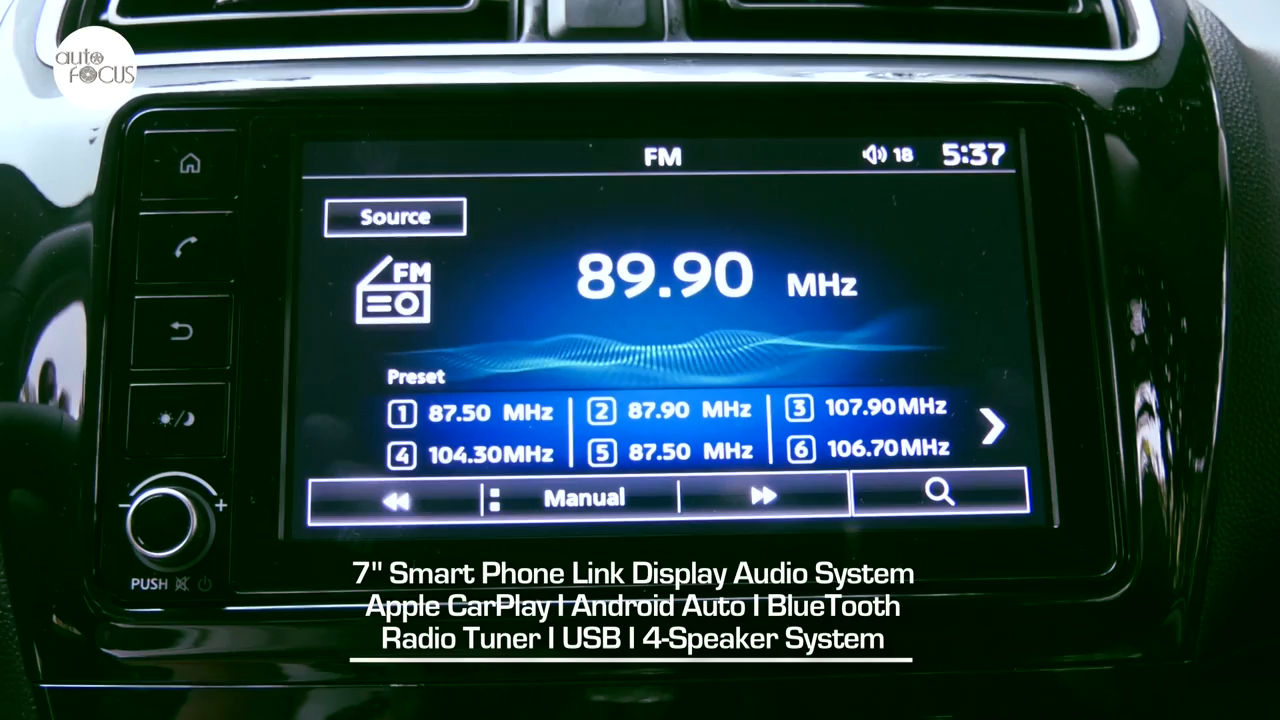 auto
FOCUS
FM 18 5:37
Source
FM
89.90 MHz
Preset
1 87.50 MHz 2 87.90 MHz 3 107.90MHz
4 104.30MHz 5 87.50 MHz 6 106.70MHz
Manual
- +
PUSH
7" Smart Phone Link Display Audio System
Apple CarPlay | Android Auto | BlueTooth
Radio Tuner | USB | 4-Speaker System